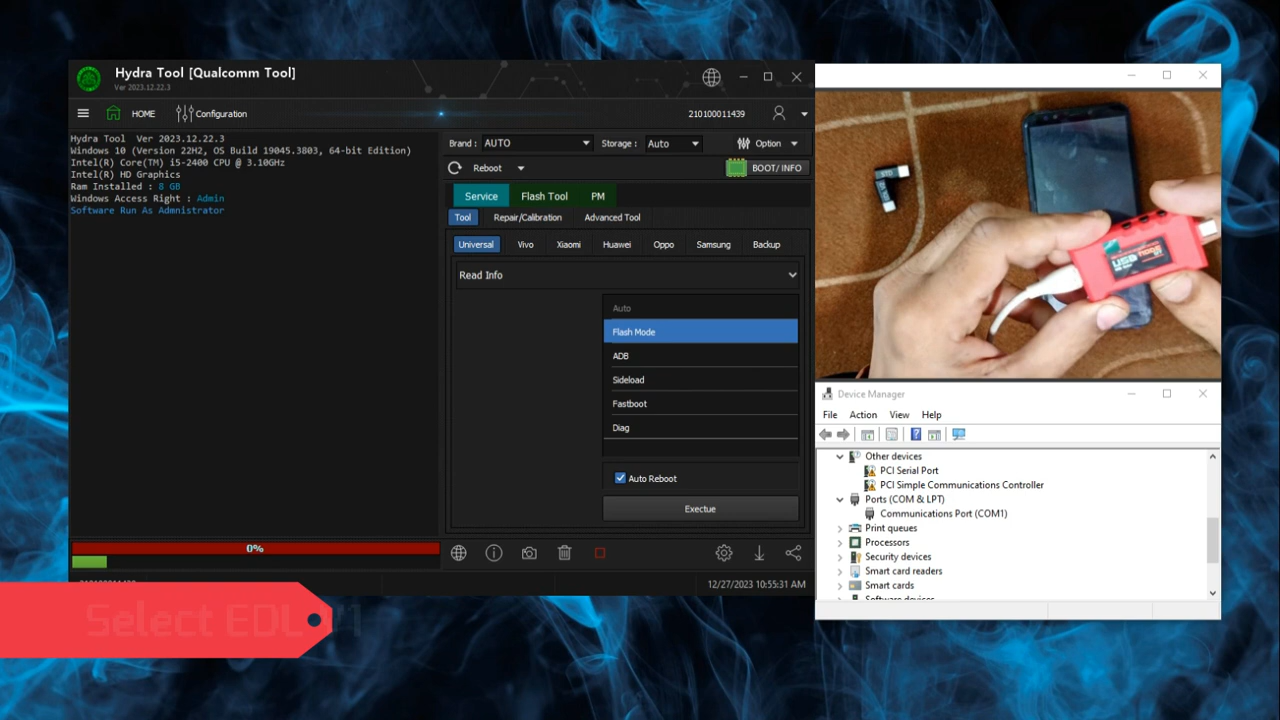 Hydra Tool [Qualcomm Tool]
Ver 2023.12.22.3
HOME
Configuration
210100011439
Hydra Tool Ver 2023.12.22.3
Windows 10 (Version 22H2, OS Build 19045.3803, 64-bit Edition)
Intel(R) Core(TM) i5-2400 CPU @ 3.10GHz
Intel(R) HD Graphics
Ram Installed : 8 GB
Windows Access Right : Admin
Software Run As Admnistrator
Brand : AUTO Storage : Auto Option
Reboot BOOT/ INFO
Service Flash Tool PM
Tool Repair/Calibration Advanced Tool
Universal Vivo Xiaomi Huawei Oppo Samsung Backup
Read Info
Auto
Flash Mode
ADB
Sideload
Fastboot
Diag
Auto Reboot
Exectue
0%
12/27/2023 10:55:31 AM
Select EDL
USB
Device Manager
File Action View Help
Other devices
PCI Serial Port
PCI Simple Communications Controller
Ports (COM & LPT)
Communications Port (COM1)
Print queues
Processors
Security devices
Smart card readers
Smart cards
Software devices